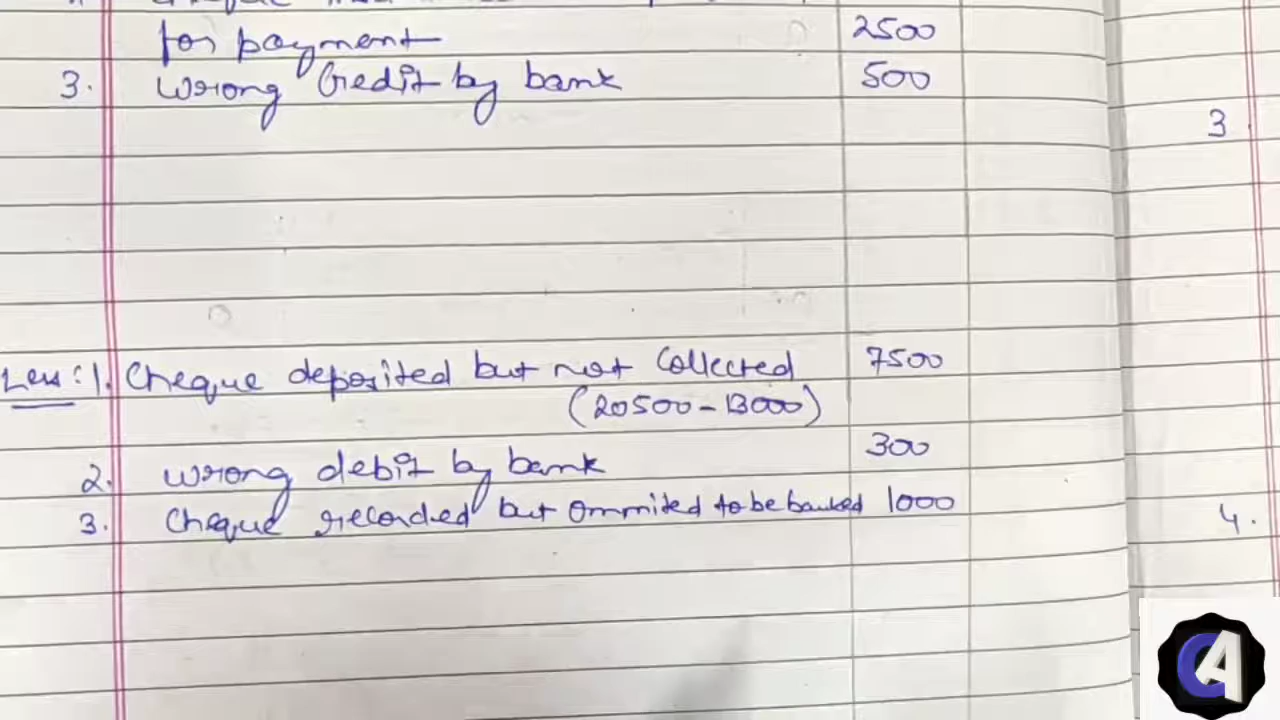 for payment 2500
3. Wrong Credit by bank 500
3
Less: 1. Cheque deposited but not Collected 7500
(20500-13000)
2. Wrong debit by bank 300
3. Cheque recorded but ommited to be banked 1000
4.
CA